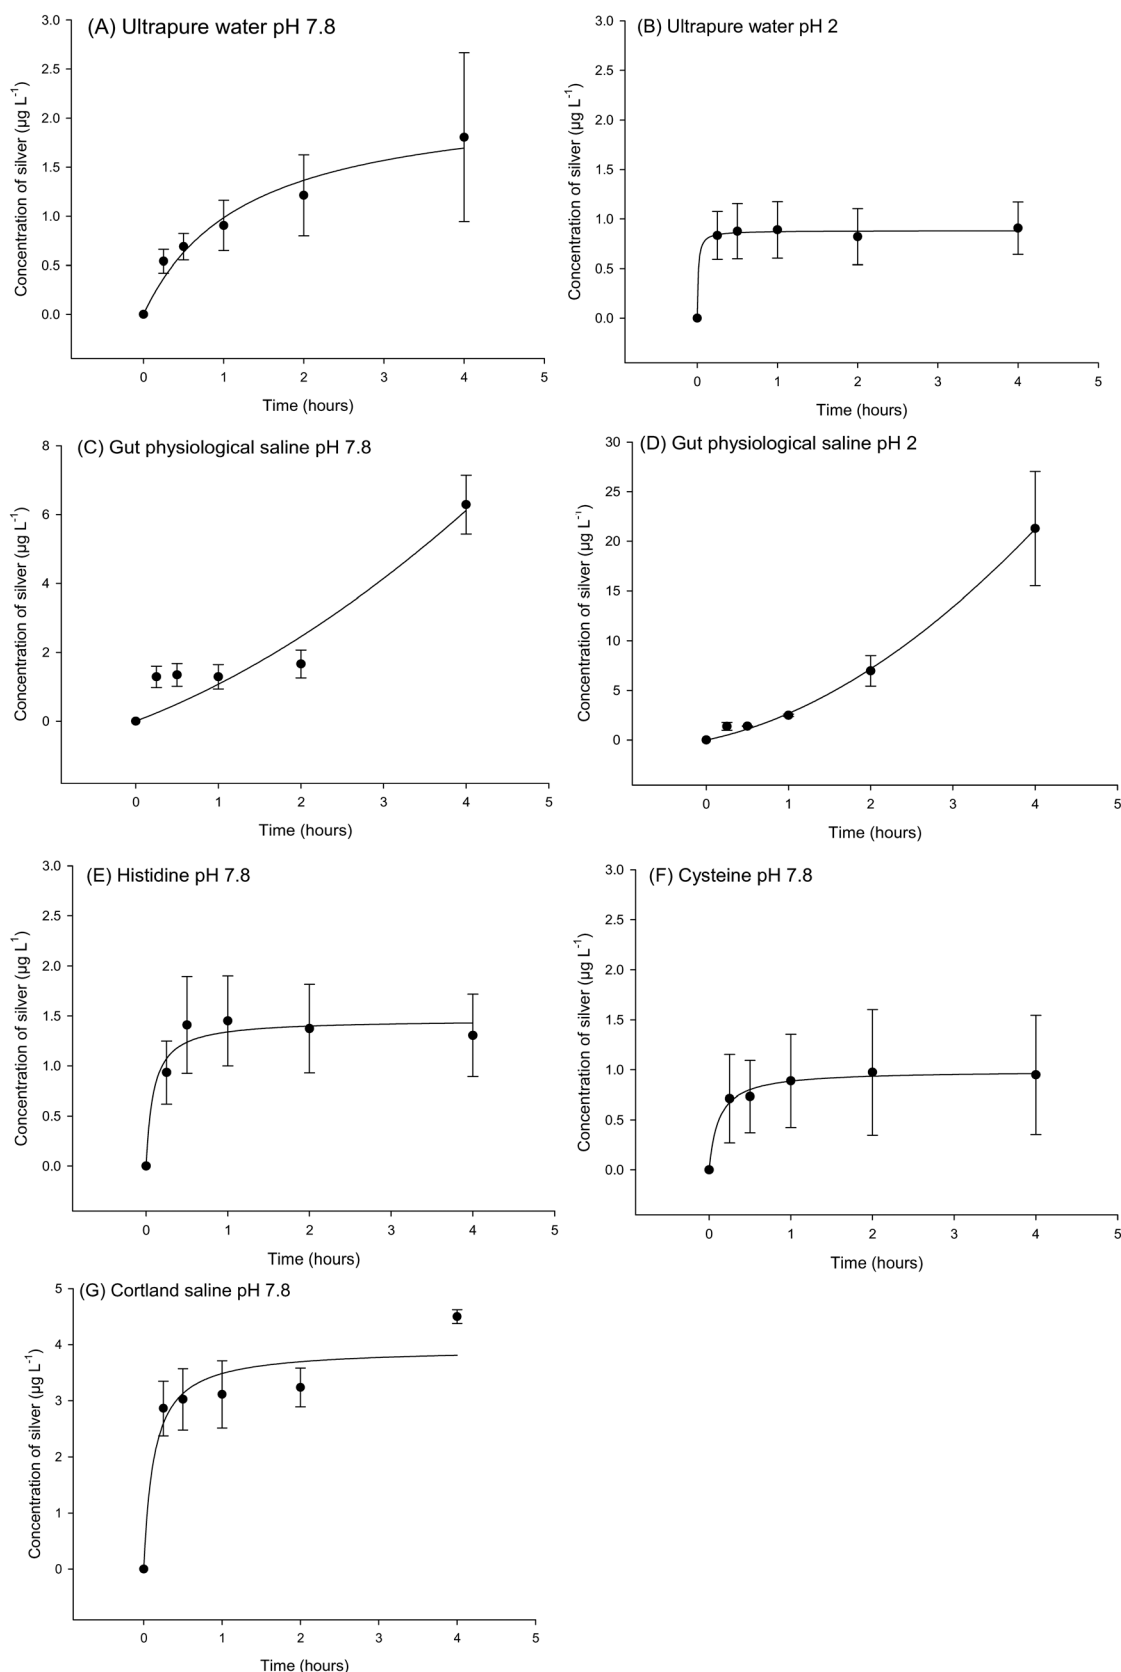 (A) Ultrapure water pH 7.8
Concentration of silver (µg L⁻¹)
3.0
2.5
2.0
1.5
1.0
0.5
0.0
0 1 2 3 4 5
Time (hours)
(B) Ultrapure water pH 2
Concentration of silver (µg L⁻¹)
3.0
2.5
2.0
1.5
1.0
0.5
0.0
0 1 2 3 4 5
Time (hours)
(C) Gut physiological saline pH 7.8
Concentration of silver (µg L⁻¹)
8
6
4
2
0
0 1 2 3 4 5
Time (hours)
(D) Gut physiological saline pH 2
Concentration of silver (µg L⁻¹)
30
25
20
15
10
5
0
0 1 2 3 4 5
Time (hours)
(E) Histidine pH 7.8
Concentration of silver (µg L¹)
3.0
2.5
2.0
1.5
1.0
0.5
0.0
0 1 2 3 4 5
Time (hours)
(F) Cysteine pH 7.8
Concentration of silver (µg L⁻¹)
3.0
2.5
2.0
1.5
1.0
0.5
0.0
0 1 2 3 4 5
Time (hours)
(G) Cortland saline pH 7.8
Concentration of silver (µg L⁻¹)
5
4
3
2
1
0
0 1 2 3 4 5
Time (hours)